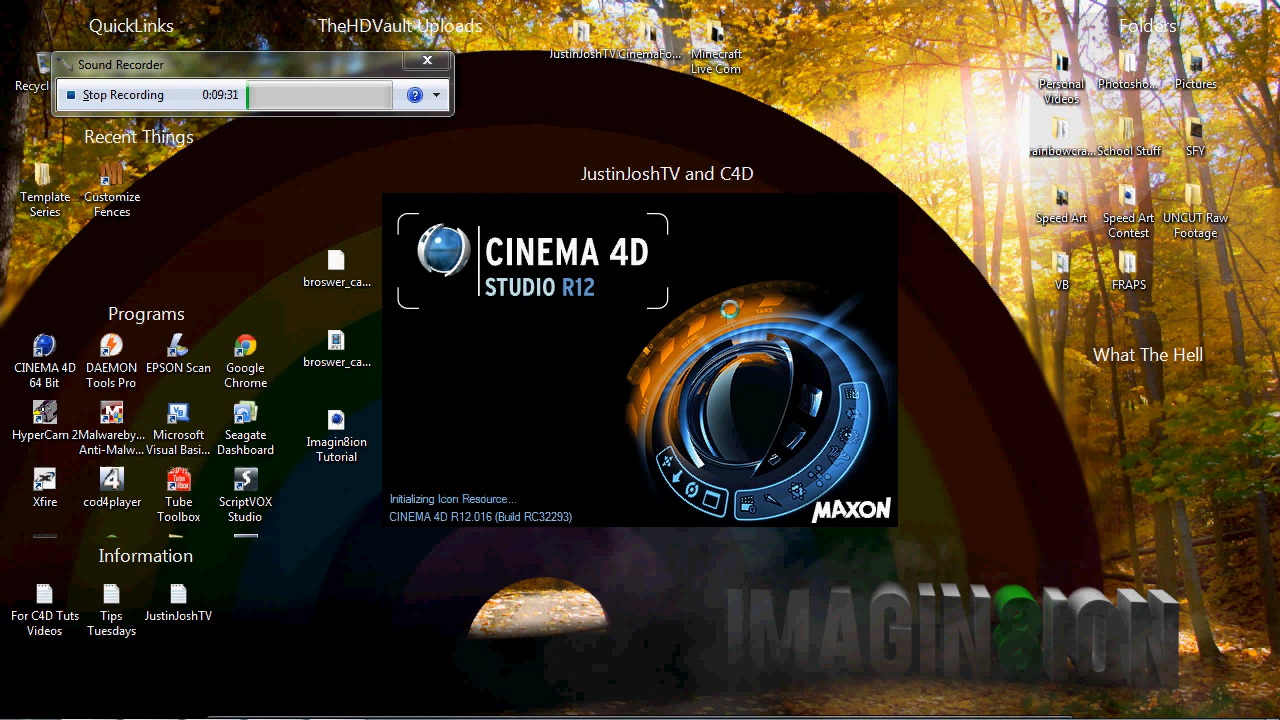 QuickLinks
TheHDVault Uploads
Folders
JustinJoshTV
CinemaFo...
Minecraft
Live Com
Sound Recorder
Stop Recording
0:09:31
Recycl
Personal
Videos
Photosho...
Pictures
Recent Things
rainbowcra...
School Stuff
SFY
JustinJoshTV and C4D
Template
Series
Customize
Fences
Speed Art
Speed Art
Contest
UNCUT Raw
Footage
CINEMA 4D
STUDIO R12
broswer_ca...
VB
FRAPS
Programs
TAKE
What The Hell
broswer_ca...
CINEMA 4D
64 Bit
DAEMON
Tools Pro
EPSON Scan
Google
Chrome
HyperCam 2
Malwareby...
Anti-Malw...
Microsoft
Visual Basi...
Seagate
Dashboard
Imagin8ion
Tutorial
Xfire
cod4player
Tube
Toolbox
ScriptVOX
Studio
Initializing Icon Resource...
CINEMA 4D R12.016 (Build RC32293)
MAXON
Information
For C4D Tuts
Videos
Tips
Tuesdays
JustinJoshTV
IMAGIN8ION